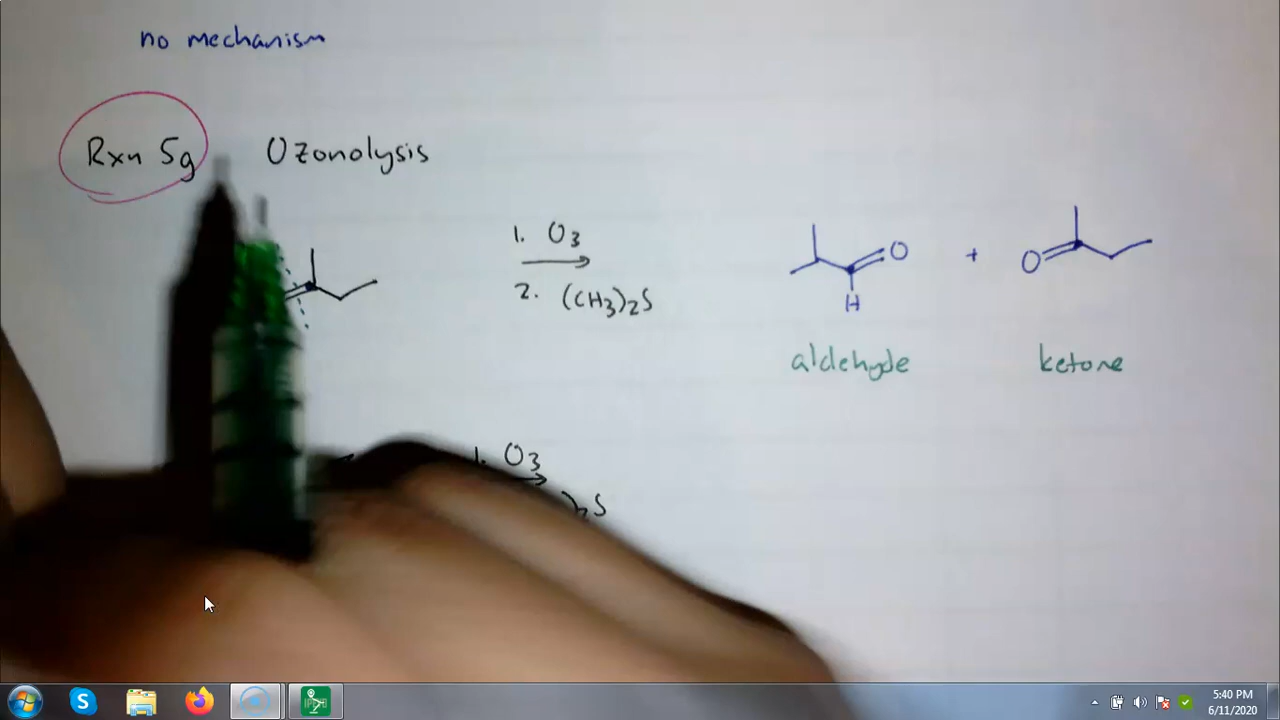 no mechanism
Rxn 5g Ozonolysis
1. O3
2. (CH3)2S
O
H
+
O
aldehyde
ketone
1. O3
)2S
5:40 PM
6/11/2020